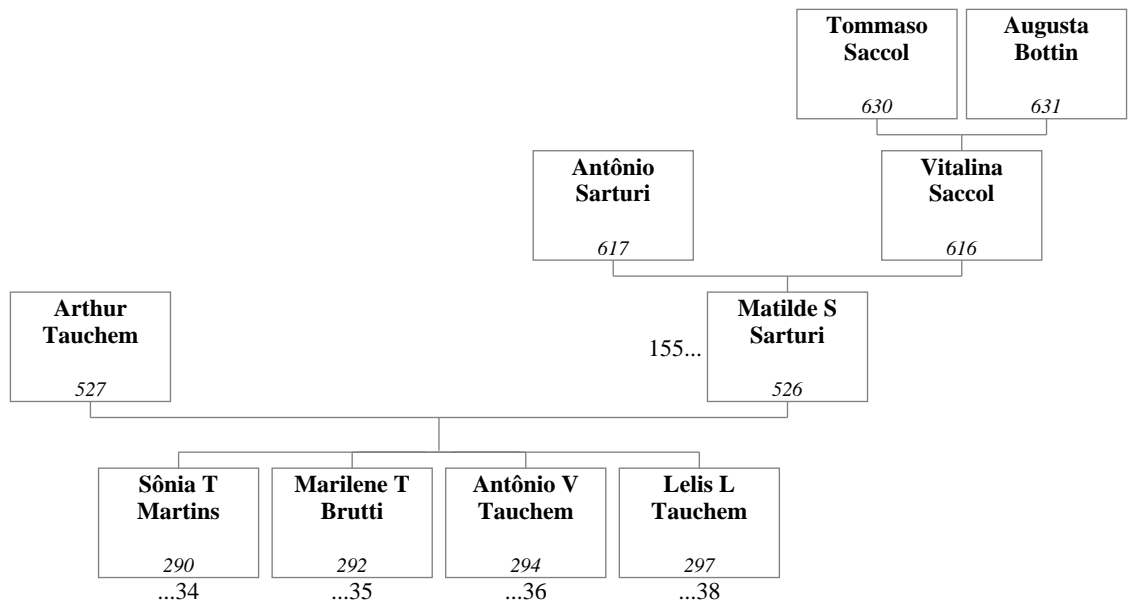 Tommaso
Saccol
630
Augusta
Bottin
631
Antônio
Sarturi
617
Vitalina
Saccol
616
Arthur
Tauchem
527
155...
Matilde S
Sarturi
526
Sônia T
Martins
290
...34
Marilene T
Brutti
292
...35
Antônio V
Tauchem
294
...36
Lelis L
Tauchem
297
...38